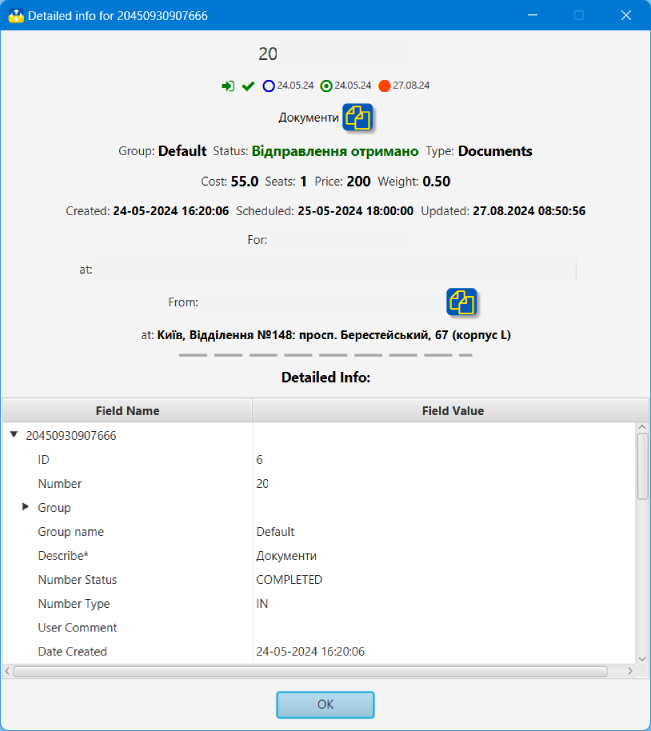 Detailed info for 20450930907666
20
24.05.24 24.05.24 27.08.24
Документи
Group: Default Status: Відправлення отримано Type: Documents
Cost: 55.0 Seats: 1 Price: 200 Weight: 0.50
Created: 24-05-2024 16:20:06 Scheduled: 25-05-2024 18:00:00 Updated: 27.08.2024 08:50:56
For:
at:
From:
at: Київ, Відділення №148: просп. Берестейський, 67 (корпус L)
Detailed Info:
Field Name Field Value
20450930907666
ID 6
Number 20
Group
Group name Default
Describe* Документи
Number Status COMPLETED
Number Type IN
User Comment
Date Created 24-05-2024 16:20:06
OK